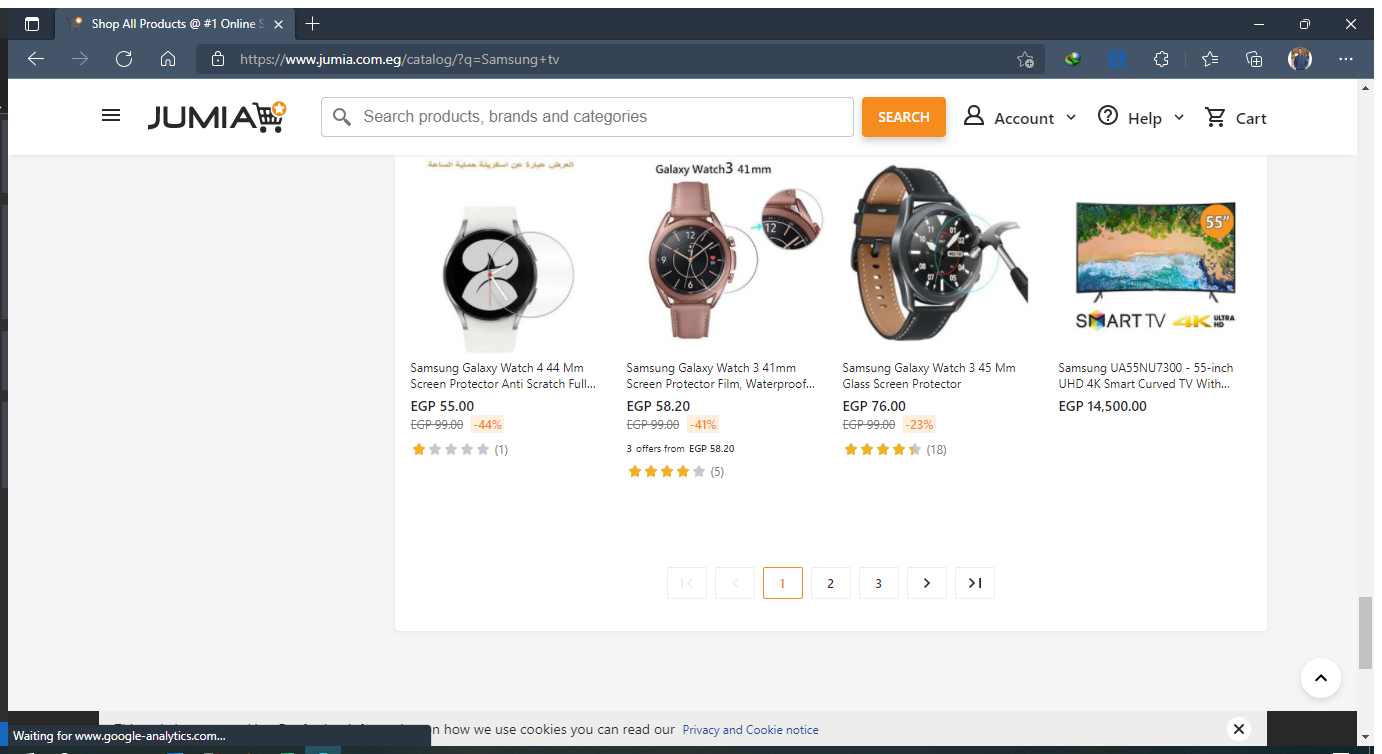 Shop All Products @ #1 Online S
https://www.jumia.com.eg/catalog/?q=Samsung+tv
JUMIA
Search products, brands and categories
SEARCH
Account
Help
Cart
العرض عبارة عن اسكرينة حماية الساعة
Galaxy Watch3 41mm
55"
SMART TV 4K ULTRA HD
Samsung Galaxy Watch 4 44 Mm
Screen Protector Anti Scratch Full...
EGP 55.00
EGP 99.00 -44%
(1)
Samsung Galaxy Watch 3 41mm
Screen Protector Film, Waterproof...
EGP 58.20
EGP 99.00 -41%
3 offers from EGP 58.20
(5)
Samsung Galaxy Watch 3 45 Mm
Glass Screen Protector
EGP 76.00
EGP 99.00 -23%
(18)
Samsung UA55NU7300 - 55-inch
UHD 4K Smart Curved TV With...
EGP 14,500.00
1 2 3
n how we use cookies you can read our Privacy and Cookie notice
Waiting for www.google-analytics.com...